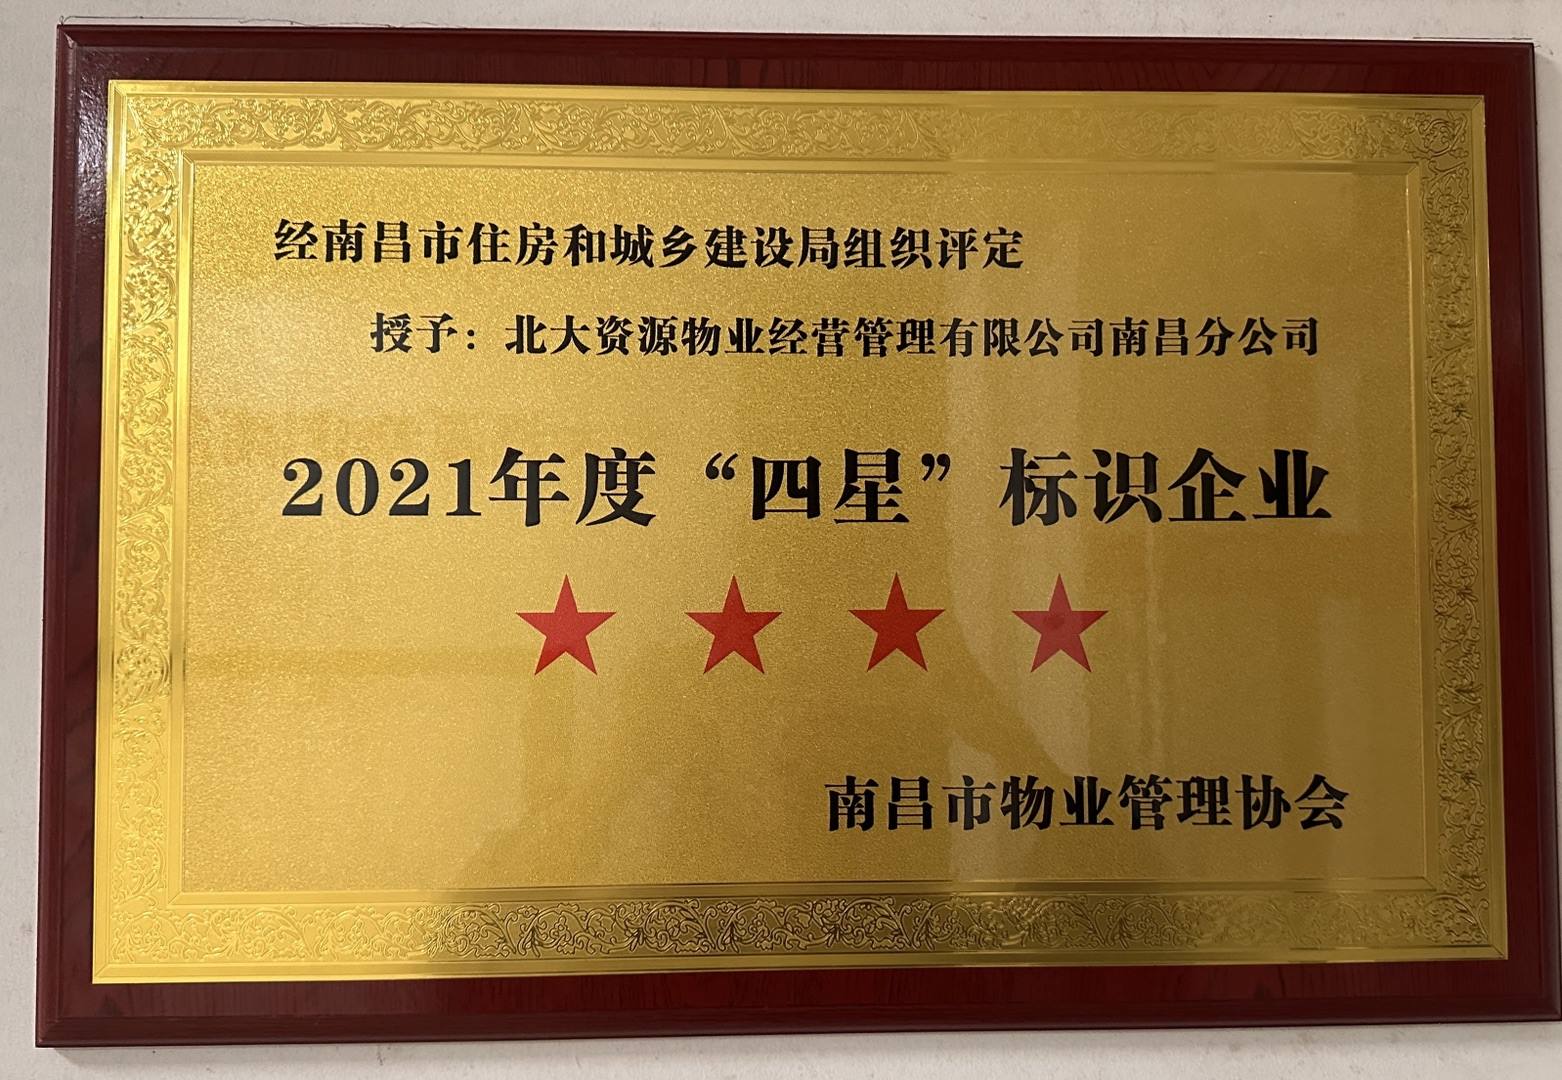 经南昌市住房和城乡建设局组织评定
授予：北大资源物业经营管理有限公司南昌分公司
2021年度“四星”标识企业
南昌市物业管理协会